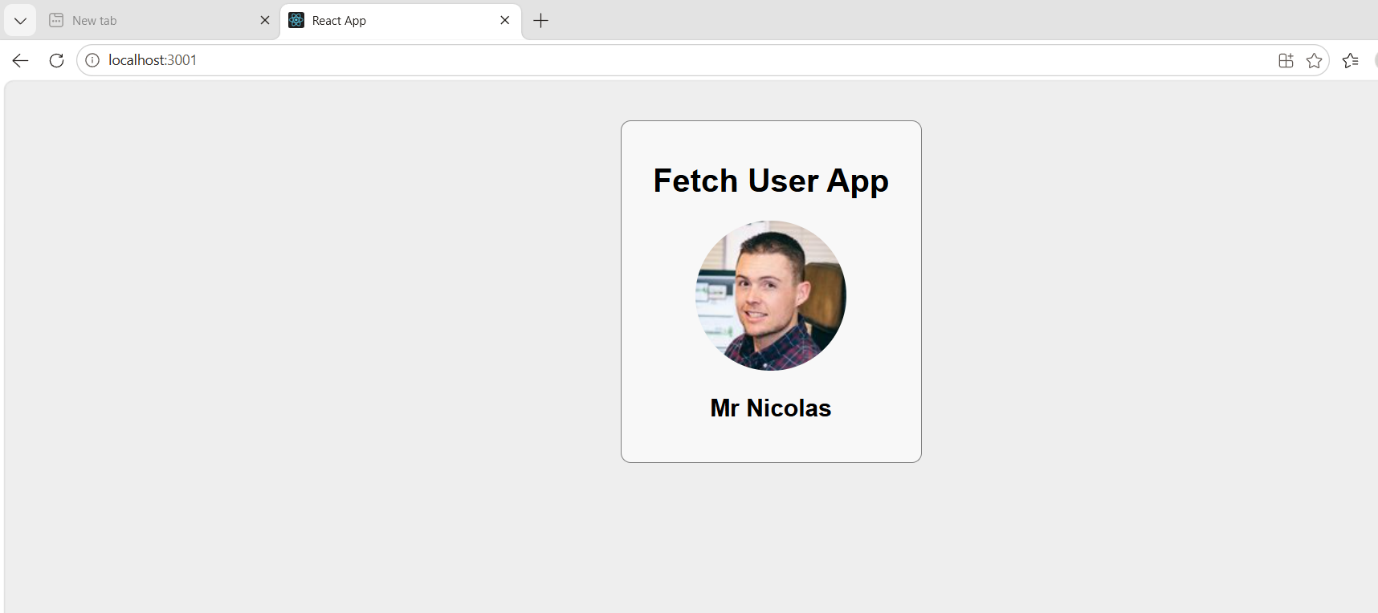 New tab
React App
localhost:3001
Fetch User App
Mr Nicolas